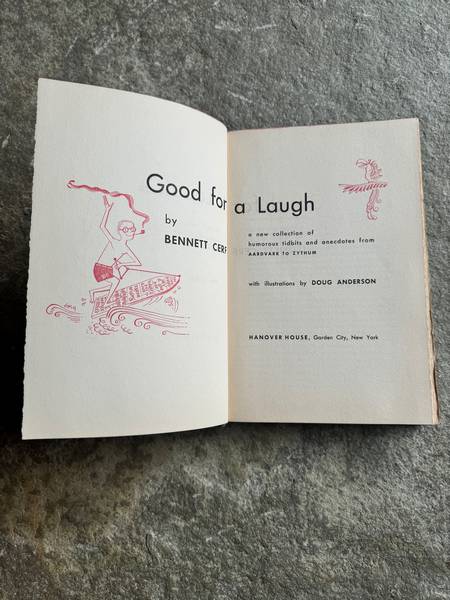 Good for a Laugh
by
BENNETT CERF
a new collection of
humorous tidbits and anecdotes from
AARDVARK TO ZYTHUM
with illustrations by DOUG ANDERSON
HANOVER HOUSE, Garden City, New York